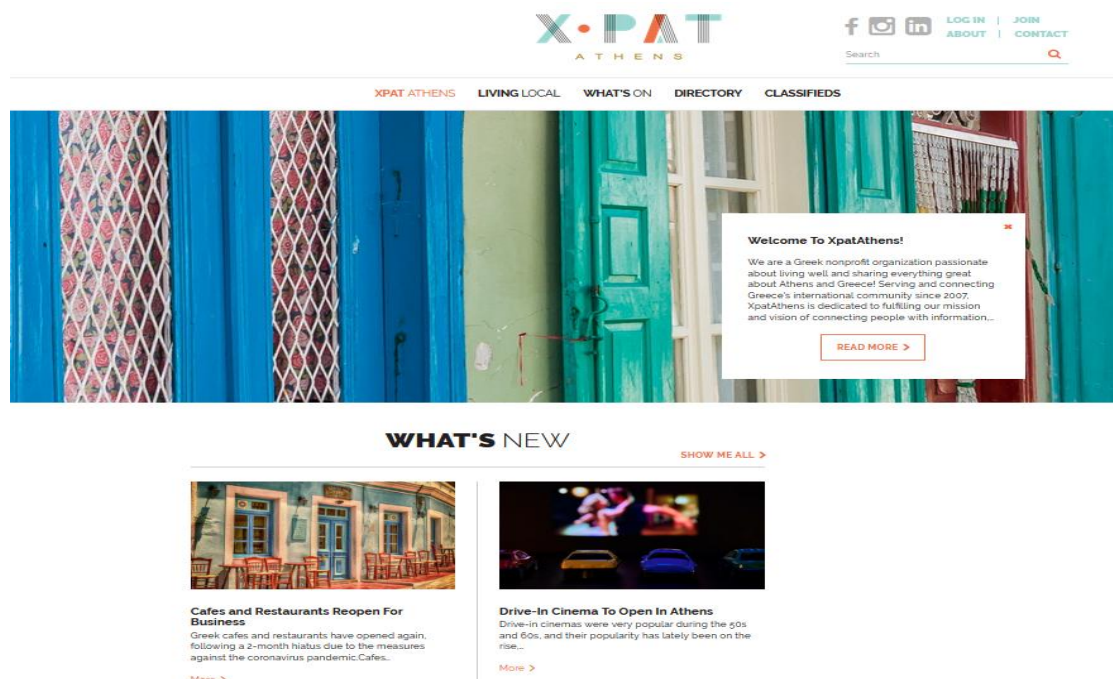 X•PAT
ATHENS
LOG IN | JOIN
ABOUT | CONTACT
Search
XPAT ATHENS LIVING LOCAL WHAT'S ON DIRECTORY CLASSIFIEDS
Welcome To XpatAthens!
We are a Greek nonprofit organization passionate
about living well and sharing everything great
about Athens and Greece! Serving and connecting
Greece's international community since 2007,
XpatAthens is dedicated to fulfilling our mission
and vision of connecting people with information,...
READ MORE >
WHAT'S NEW
SHOW ME ALL >
Cafes and Restaurants Reopen For
Business
Greek cafes and restaurants have opened again,
following a 2-month hiatus due to the measures
against the coronavirus pandemic.Cafes...
More >
Drive-In Cinema To Open In Athens
Drive-in cinemas were very popular during the 50s
and 60s, and their popularity has lately been on the
rise,...
More >